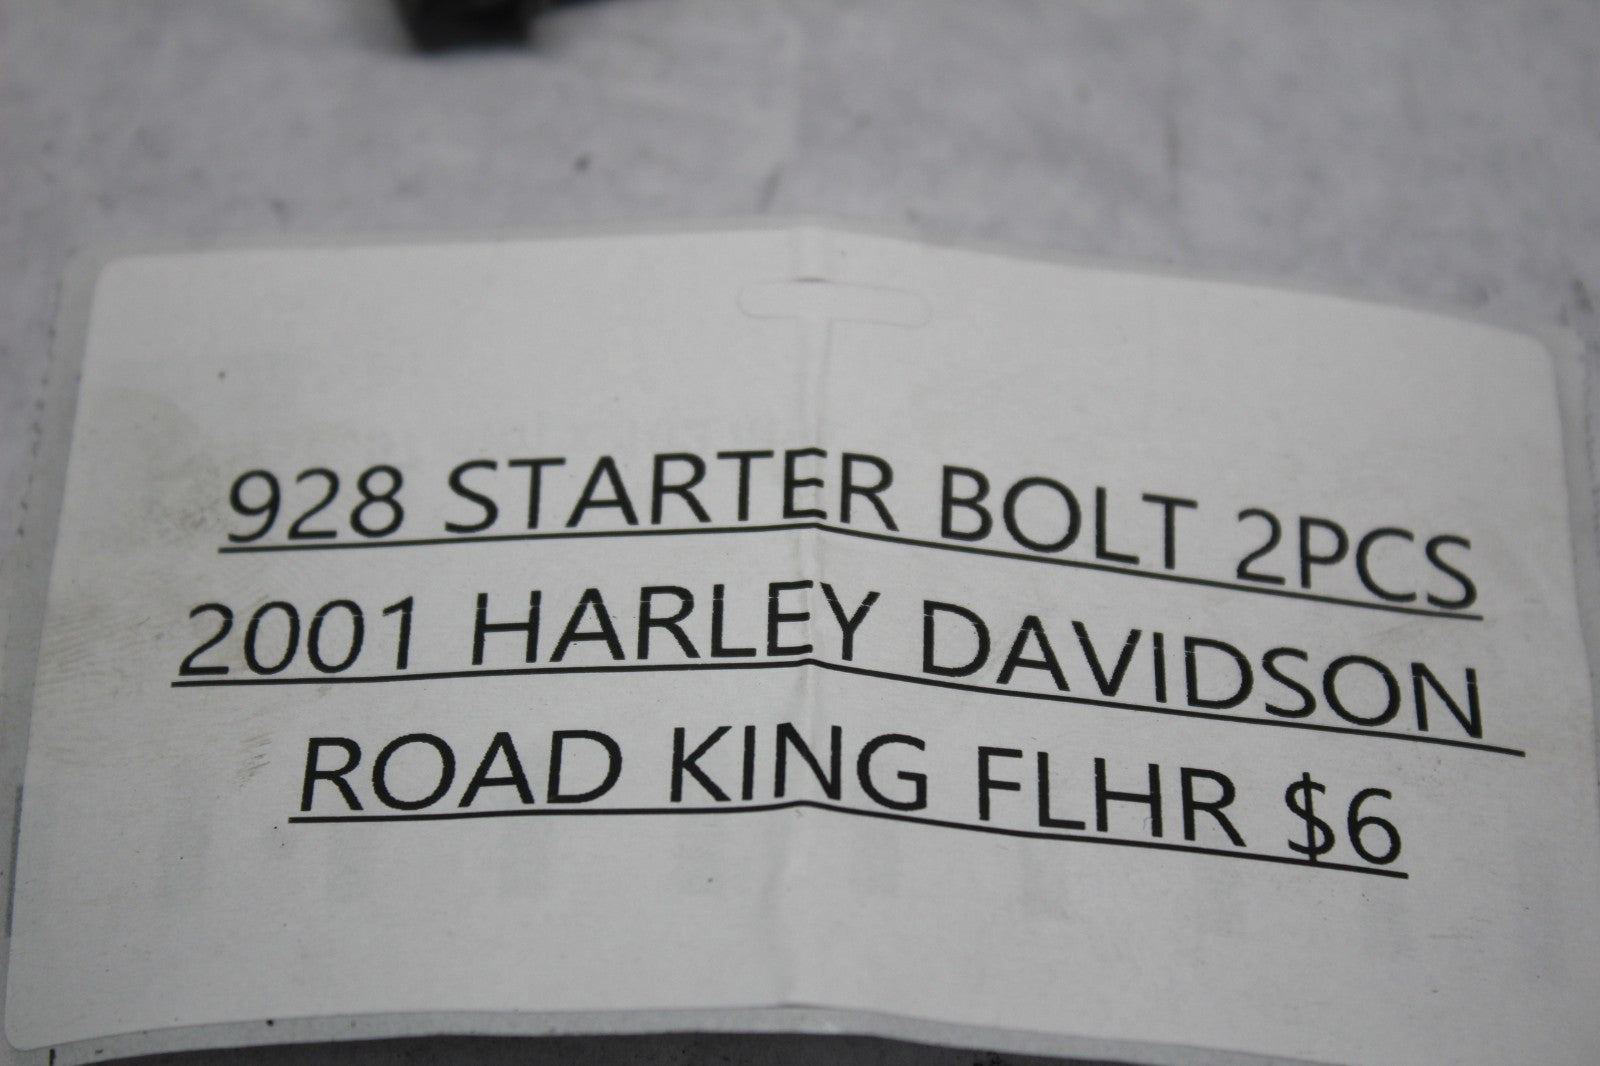 928 STARTER BOLT 2PCS
2001 HARLEY DAVIDSON
ROAD KING FLHR $6